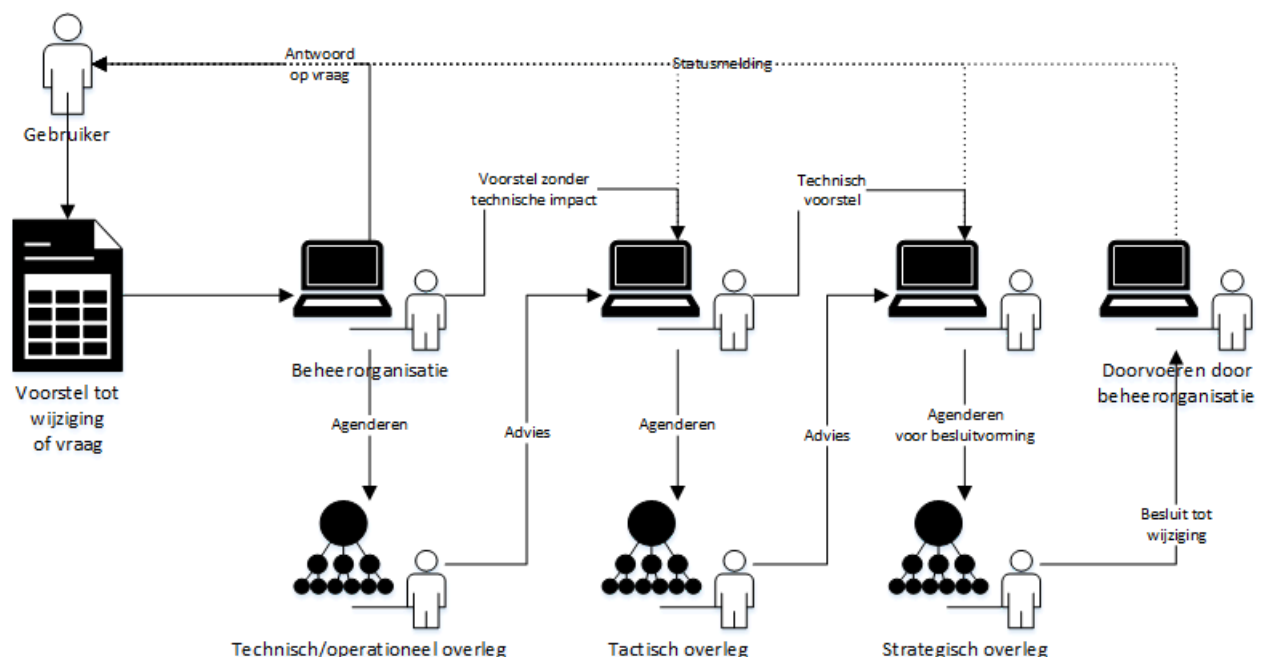 Antwoord
op vraag
Statusmelding
Gebruiker
Voorstel zonder
technische impact
Technisch
voorstel
Beheerorganisatie
Doorvoeren door
beheerorganisatie
Voorstel tot
wijziging
of vraag
Agenderen
Advies
Agenderen
Advies
Agenderen
voor besluitvorming
Besluit tot
wijziging
Technisch/operationeel overleg
Tactisch overleg
Strategisch overleg